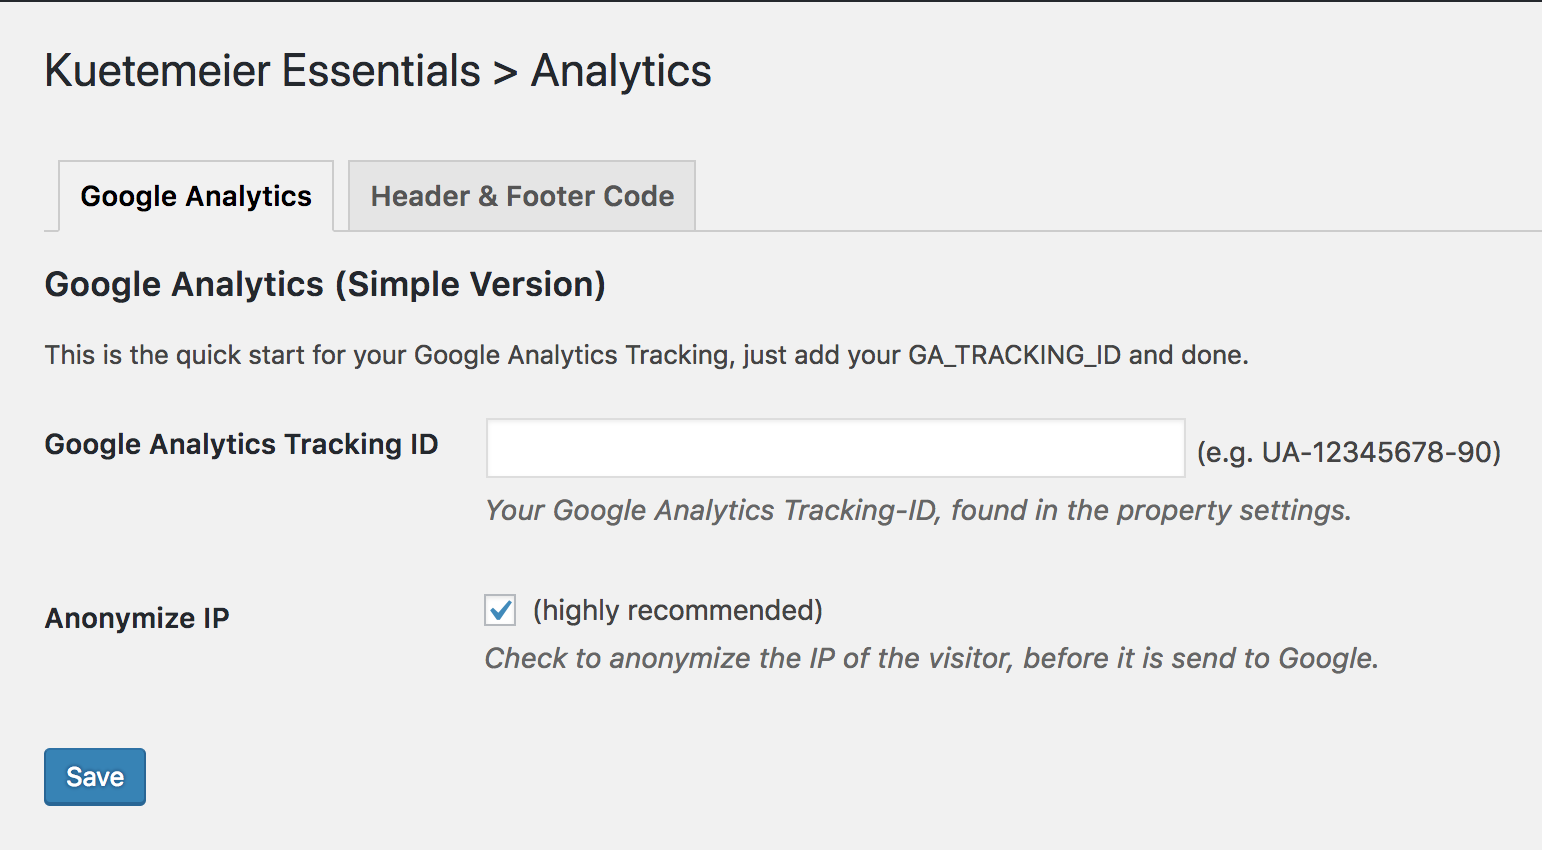 Kuetemeier Essentials > Analytics
Google Analytics
Header & Footer Code
Google Analytics (Simple Version)
This is the quick start for your Google Analytics Tracking, just add your GA_TRACKING_ID and done.
Google Analytics Tracking ID
(e.g. UA-12345678-90)
Your Google Analytics Tracking-ID, found in the property settings.
Anonymize IP
(highly recommended)
Check to anonymize the IP of the visitor, before it is send to Google.
Save